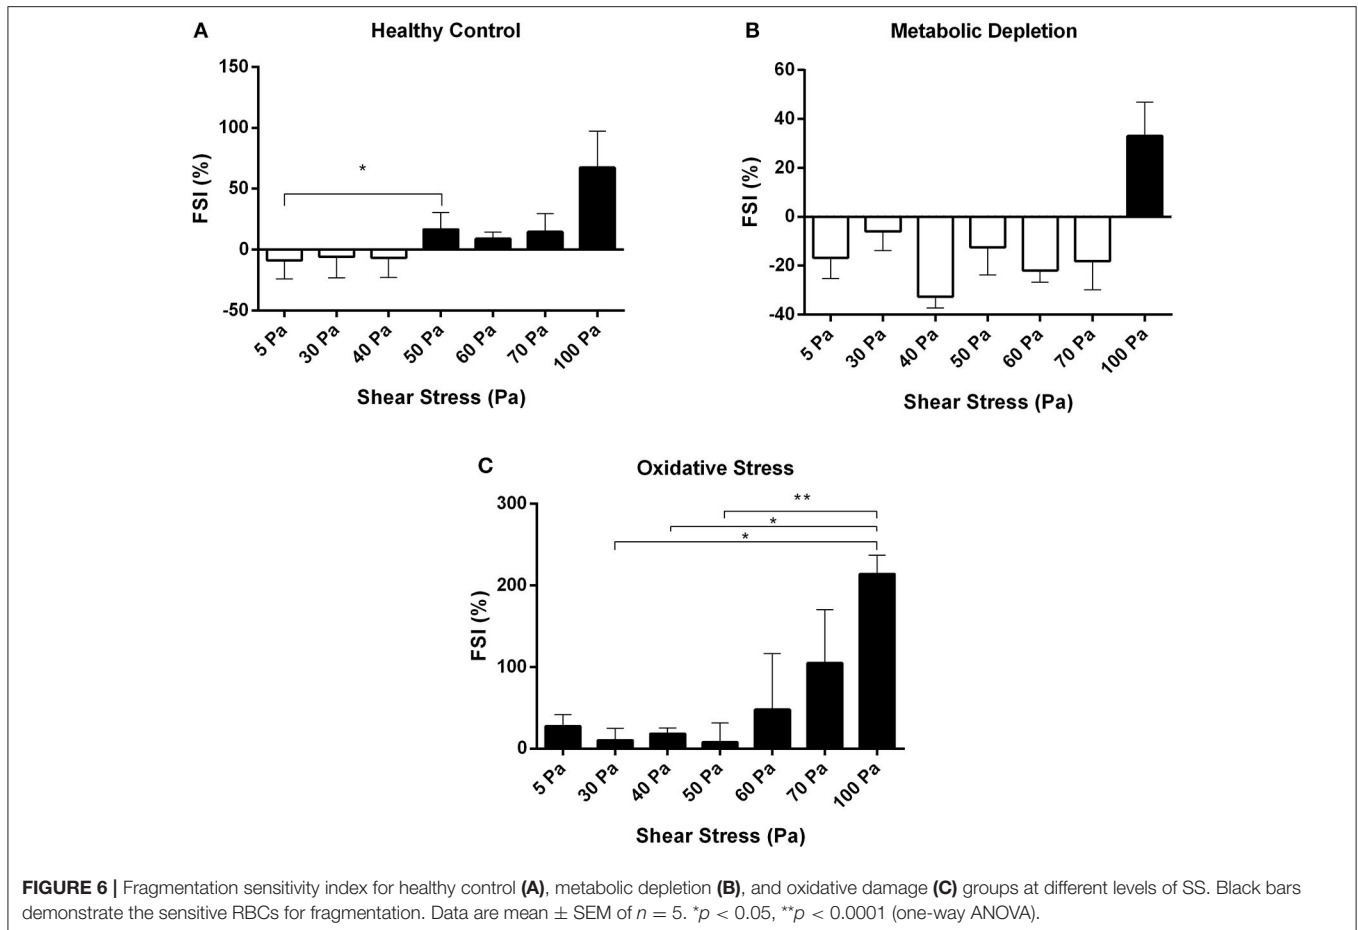 A
Healthy Control
FSI (%)
150
100
50
0
-50
*
5 Pa
30 Pa
40 Pa
50 Pa
60 Pa
70 Pa
100 Pa
Shear Stress (Pa)
B
Metabolic Depletion
FSI (%)
60
40
20
0
-20
-40
5 Pa
30 Pa
40 Pa
50 Pa
60 Pa
70 Pa
100 Pa
Shear Stress (Pa)
C
Oxidative Stress
FSI (%)
300
200
100
0
**
*
*
5 Pa
30 Pa
40 Pa
50 Pa
60 Pa
70 Pa
100 Pa
Shear Stress (Pa)
FIGURE 6 | Fragmentation sensitivity index for healthy control (A), metabolic depletion (B), and oxidative damage (C) groups at different levels of SS. Black bars
demonstrate the sensitive RBCs for fragmentation. Data are mean ± SEM of n = 5. *p < 0.05, **p < 0.0001 (one-way ANOVA).